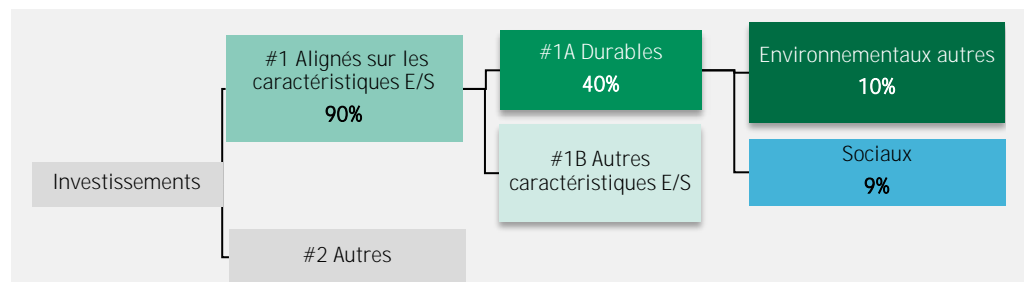 #1 Alignés sur les
caractéristiques E/S
90%
#1A Durables
40%
Environnementaux autres
10%
#1B Autres
caractéristiques E/S
Sociaux
9%
Investissements
#2 Autres